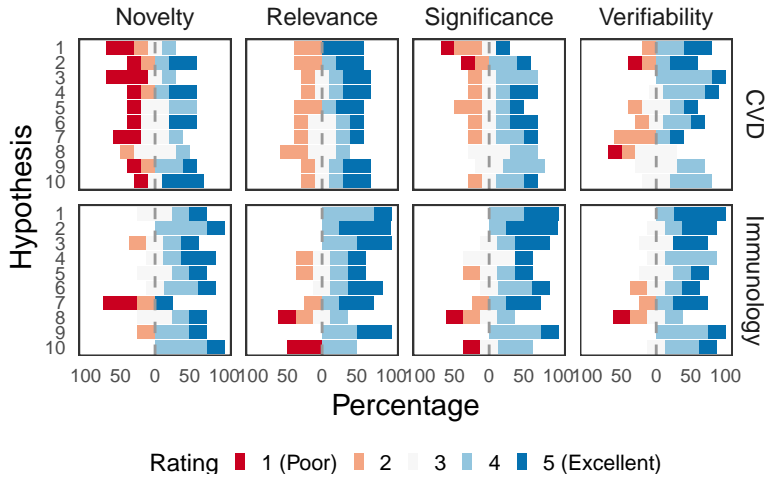 Novelty Relevance Significance Verifiability
Hypothesis
1
2
3
4
5
6
7
8
9
10
CVD
1
2
3
4
5
6
7
8
9
10
Immunology
100 50 0 50 100 100 50 0 50 100 100 50 0 50 100 100 50 0 50 100
Percentage
Rating 1 (Poor) 2 3 4 5 (Excellent)